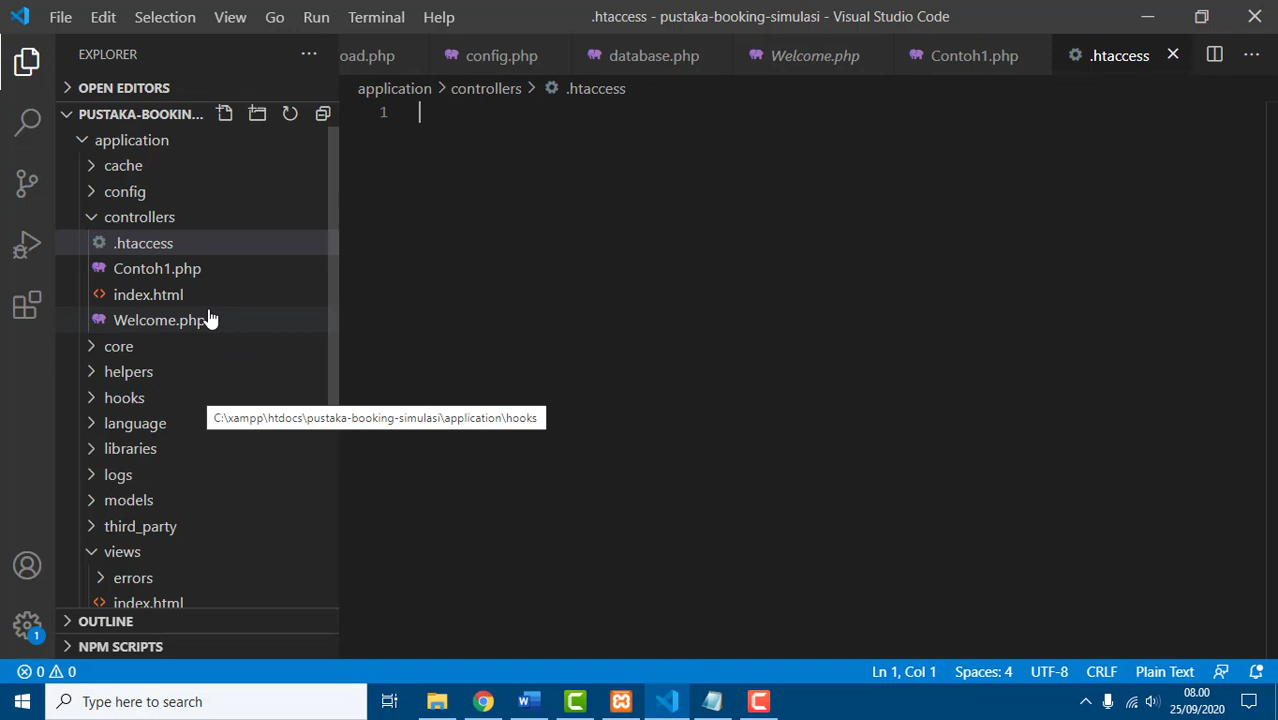 File Edit Selection View Go Run Terminal Help
.htaccess - pustaka-booking-simulasi - Visual Studio Code
EXPLORER
oad.php
config.php
database.php
Welcome.php
Contoh1.php
.htaccess
OPEN EDITORS
application > controllers > .htaccess
PUSTAKA-BOOKIN...
1
application
cache
config
controllers
.htaccess
Contoh1.php
index.html
Welcome.php
core
helpers
hooks
C:\xampp\htdocs\pustaka-booking-simulasi\application\hooks
language
libraries
logs
models
third_party
views
errors
index.html
OUTLINE
1
NPM SCRIPTS
0 0
Ln 1, Col 1 Spaces: 4 UTF-8 CRLF Plain Text
Type here to search
08.00
25/09/2020